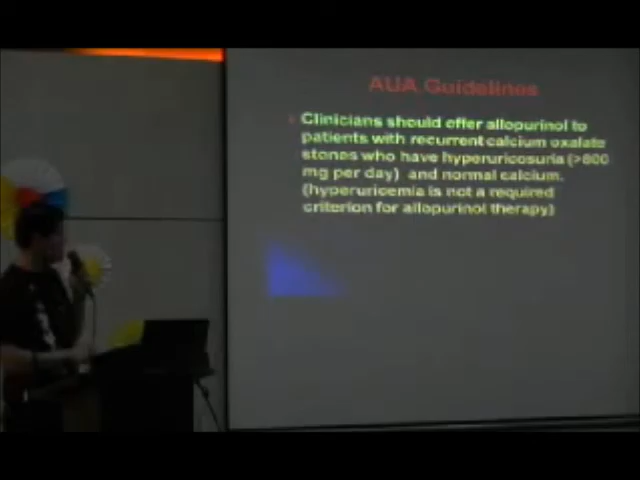 AUA Guidelines
Clinicians should offer allopurinol to
patients with recurrent calcium oxalate
stones who have hyperuricosuria (>800
mg per day) and normal calcium.
(hyperuricemia is not a required
criterion for allopurinol therapy)